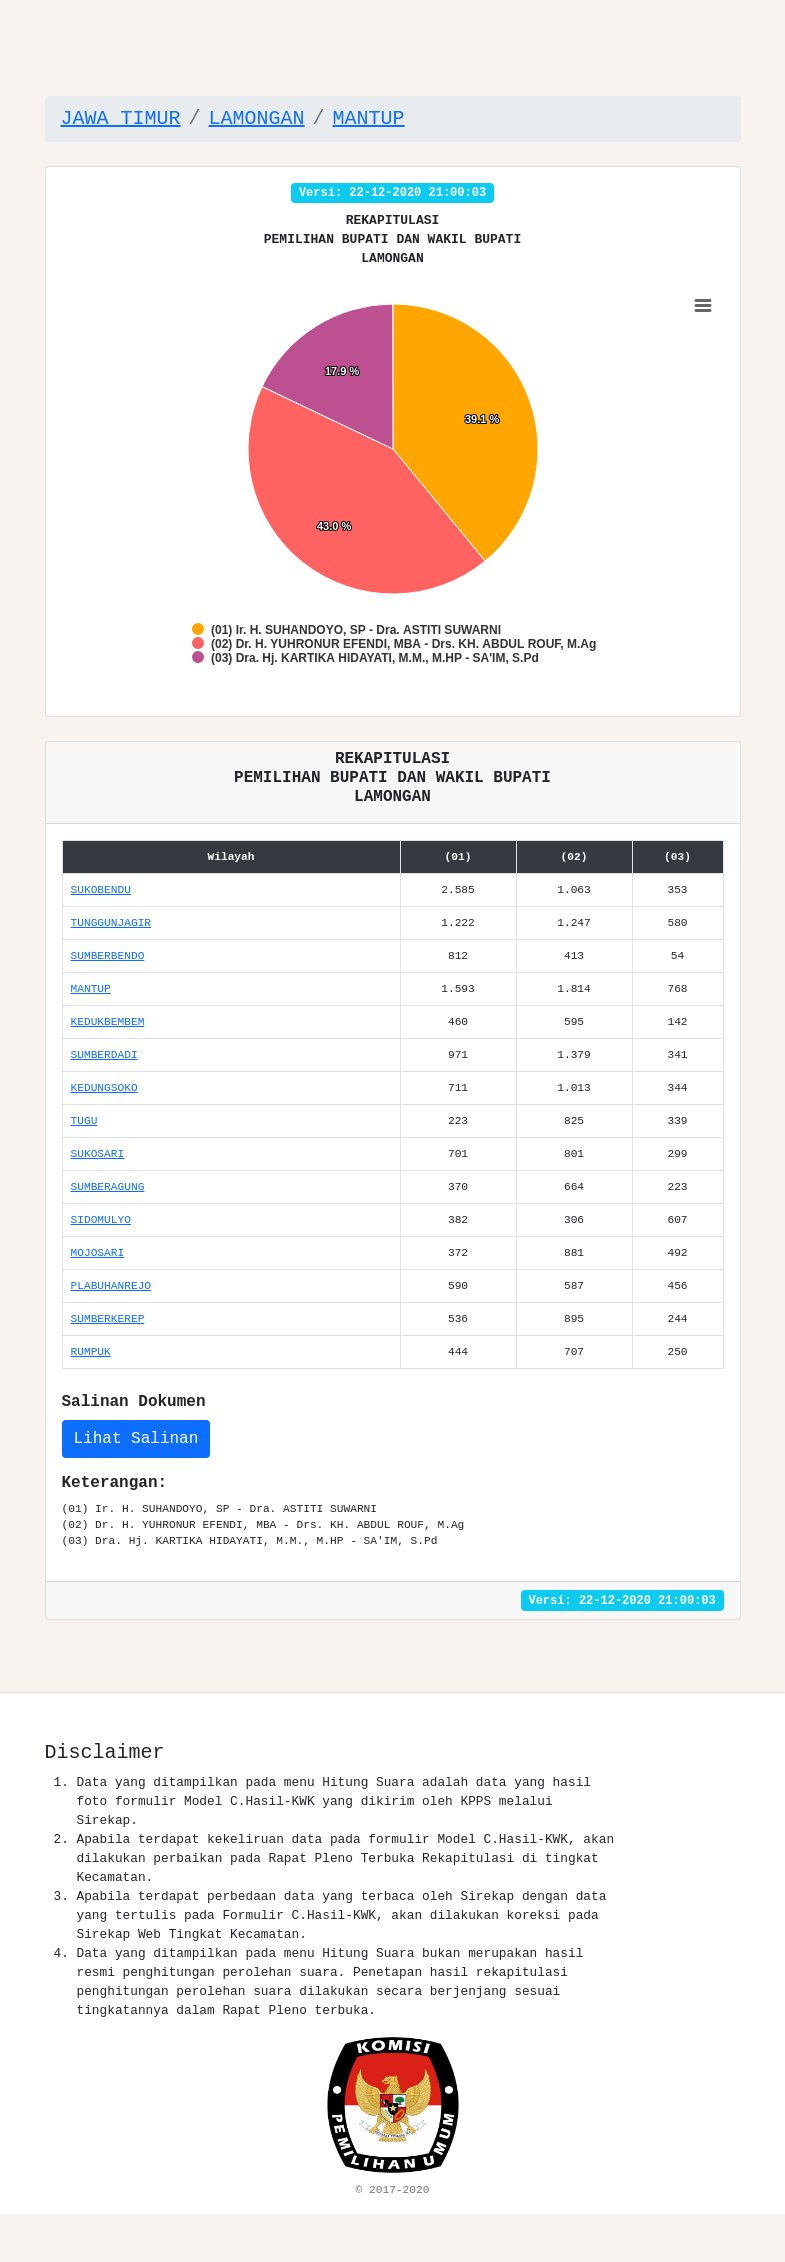 JAWA TIMUR / LAMONGAN / MANTUP
Versi: 22-12-2020 21:00:03
REKAPITULASI
PEMILIHAN BUPATI DAN WAKIL BUPATI
LAMONGAN
17.9 %
39.1 %
43.0 %
(01) Ir. H. SUHANDOYO, SP - Dra. ASTITI SUWARNI
(02) Dr. H. YUHRONUR EFENDI, MBA - Drs. KH. ABDUL ROUF, M.Ag
(03) Dra. Hj. KARTIKA HIDAYATI, M.M., M.HP - SA'IM, S.Pd
REKAPITULASI
PEMILIHAN BUPATI DAN WAKIL BUPATI
LAMONGAN
Wilayah (01) (02) (03)
SUKOBENDU 2.585 1.063 353
TUNGGUNJAGIR 1.222 1.247 580
SUMBERBENDO 812 413 54
MANTUP 1.593 1.814 768
KEDUKBEMBEM 460 595 142
SUMBERDADI 971 1.379 341
KEDUNGSOKO 711 1.013 344
TUGU 223 825 339
SUKOSARI 701 801 299
SUMBERAGUNG 370 664 223
SIDOMULYO 382 306 607
MOJOSARI 372 881 492
PLABUHANREJO 590 587 456
SUMBERKEREP 536 895 244
RUMPUK 444 707 250
Salinan Dokumen
Lihat Salinan
Keterangan:
(01) Ir. H. SUHANDOYO, SP - Dra. ASTITI SUWARNI
(02) Dr. H. YUHRONUR EFENDI, MBA - Drs. KH. ABDUL ROUF, M.Ag
(03) Dra. Hj. KARTIKA HIDAYATI, M.M., M.HP - SA'IM, S.Pd
Versi: 22-12-2020 21:00:03
Disclaimer
1. Data yang ditampilkan pada menu Hitung Suara adalah data yang hasil
foto formulir Model C.Hasil-KWK yang dikirim oleh KPPS melalui
Sirekap.
2. Apabila terdapat kekeliruan data pada formulir Model C.Hasil-KWK, akan
dilakukan perbaikan pada Rapat Pleno Terbuka Rekapitulasi di tingkat
Kecamatan.
3. Apabila terdapat perbedaan data yang terbaca oleh Sirekap dengan data
yang tertulis pada Formulir C.Hasil-KWK, akan dilakukan koreksi pada
Sirekap Web Tingkat Kecamatan.
4. Data yang ditampilkan pada menu Hitung Suara bukan merupakan hasil
resmi penghitungan perolehan suara. Penetapan hasil rekapitulasi
penghitungan perolehan suara dilakukan secara berjenjang sesuai
tingkatannya dalam Rapat Pleno terbuka.
KOMISI
PEMILIHAN UMUM
© 2017-2020